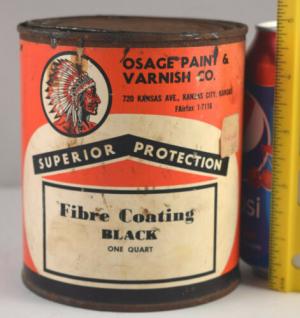 OSAGE PAINT &
VARNISH CO.
720 KANSAS AVE., KANSAS CITY, KANSAS
FAirfax 1-7116
SUPERIOR PROTECTION
Fibre Coating
BLACK
ONE QUART
si